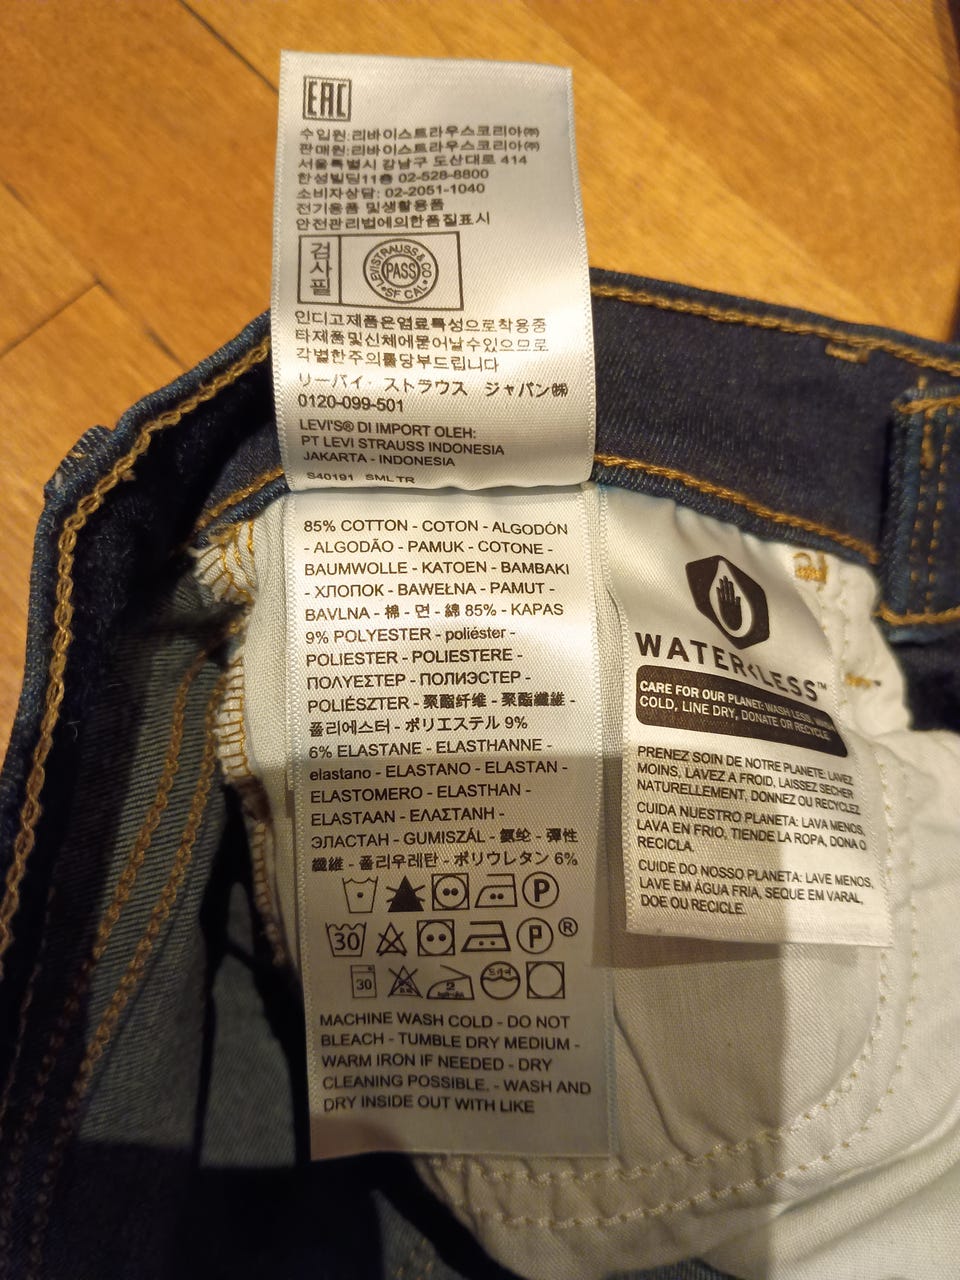 EAC
수입원:리바이스트라우스코리아㈜
판매원:리바이스트라우스코리아㈜
서울특별시 강남구 도산대로 414
한성빌딩11층 02-528-8800
소비자상담: 02-2051-1040
전기용품 및생활용품
안전관리법에의한품질표시
검사필
LEVI STRAUSS & CO
PASS
SF CAL
인디고제품은염료특성으로착용중
타제품및신체에묻어날수있으므로
각별한주의를당부드립니다
リーバイ・ストラウス ジャパン㈱
0120-099-501
LEVI'S® DI IMPORT OLEH:
PT LEVI STRAUSS INDONESIA
JAKARTA - INDONESIA
S40191 SML TR
85% COTTON - COTON - ALGODÓN
- ALGODÃO - PAMUK - COTONE -
BAUMWOLLE - KATOEN - BAMBAKI
- ХЛОПОК - BAWEŁNA - PAMUT -
BAVLNA - 棉 - 면 - 綿 85% - KAPAS
9% POLYESTER - poliéster -
POLIESTER - POLIESTERE -
ΠΟΛΥΕΣΤΕΡ - ПОЛИЭСТЕР -
POLIÉSZTER - 聚酯纤维 - 聚酯纖維 -
폴리에스터 - ポリエステル 9%
6% ELASTANE - ELASTHANNE -
elastano - ELASTANO - ELASTAN -
ELASTOMERO - ELASTHAN -
ELASTAAN - ΕΛΑΣΤΑΝΗ -
ЭЛАСТАН - GUMISZÁL - 氨纶 - 彈性
纖維 - 폴리우레탄 - ポリウレタン 6%
P
30 P ®
30 2 드라이
MACHINE WASH COLD - DO NOT
BLEACH - TUMBLE DRY MEDIUM -
WARM IRON IF NEEDED - DRY
CLEANING POSSIBLE. - WASH AND
DRY INSIDE OUT WITH LIKE
WATER<LESS™
CARE FOR OUR PLANET: WASH LESS, WASH
COLD, LINE DRY, DONATE OR RECYCLE.
PRENEZ SOIN DE NOTRE PLANETE: LAVEZ
MOINS, LAVEZ A FROID, LAISSEZ SECHER
NATURELLEMENT, DONNEZ OU RECYCLEZ
CUIDA NUESTRO PLANETA: LAVA MENOS,
LAVA EN FRIO, TIENDE LA ROPA, DONA O
RECICLA.
CUIDE DO NOSSO PLANETA: LAVE MENOS,
LAVE EM ÁGUA FRIA, SEQUE EM VARAL,
DOE OU RECICLE.